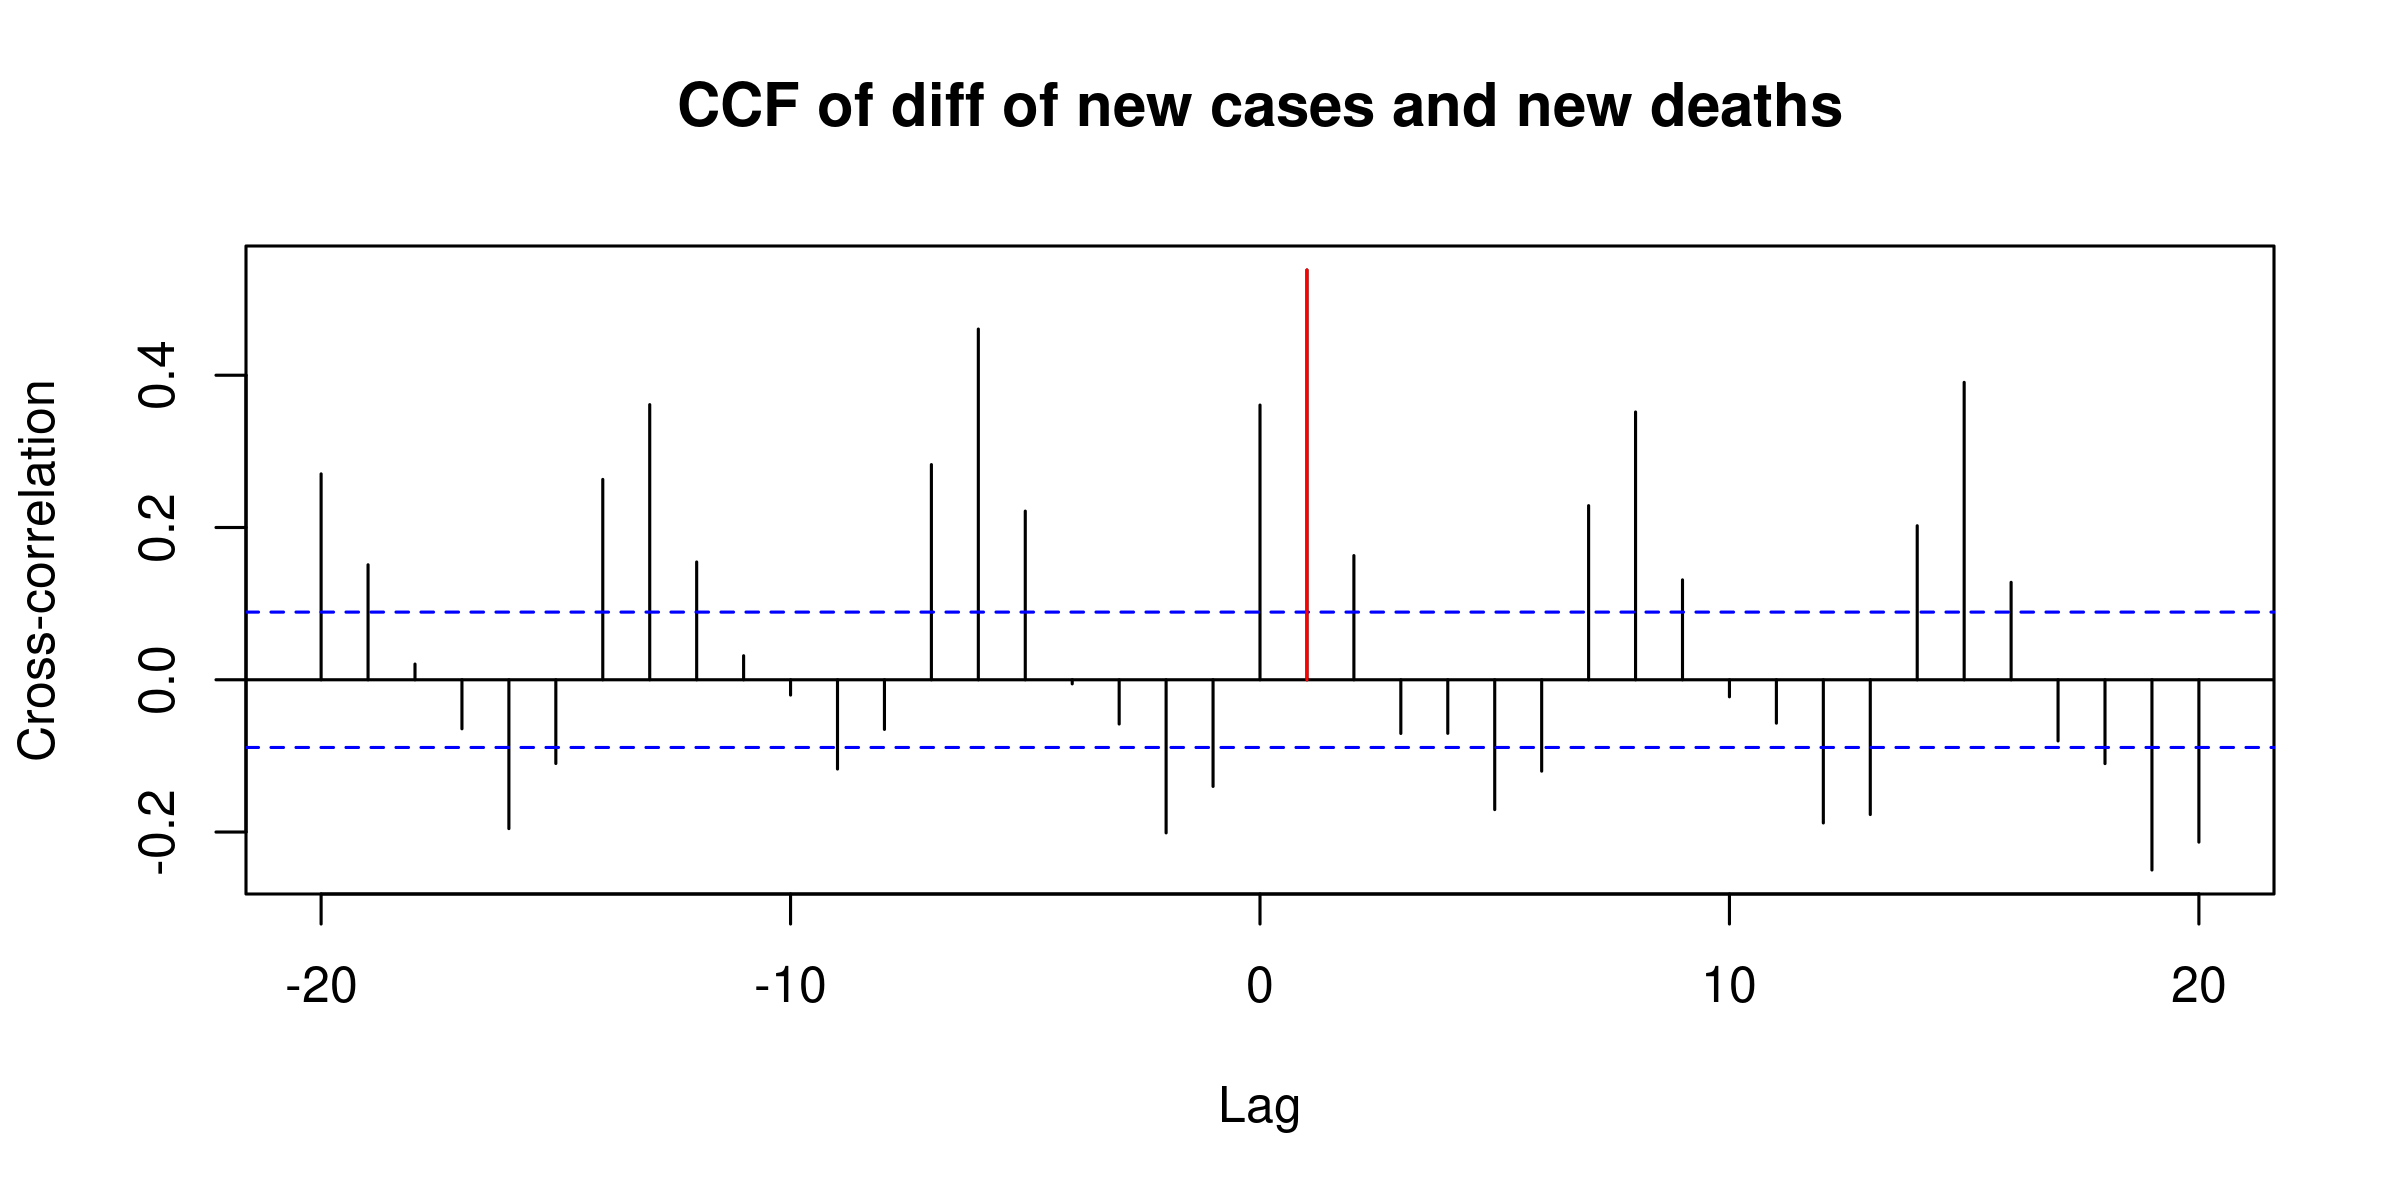 CCF of diff of new cases and new deaths
Cross-correlation
0.4
0.2
0.0
-0.2
-20 -10 0 10 20
Lag